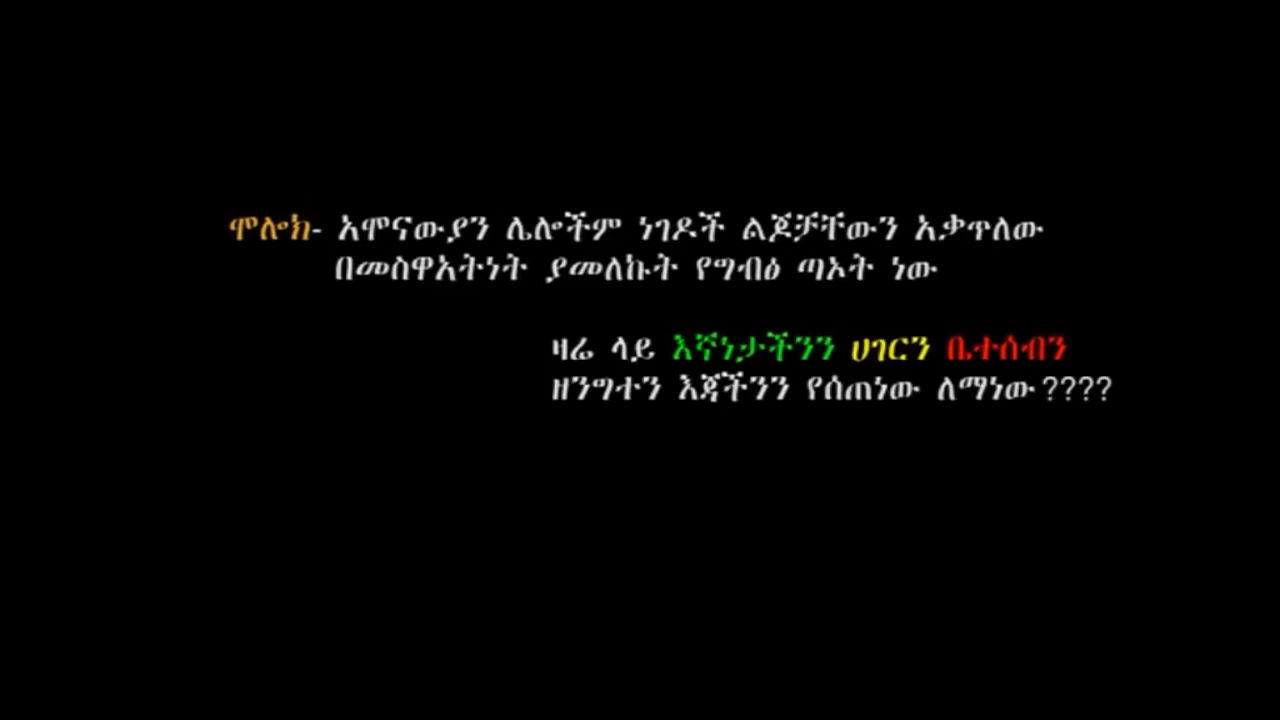 ሞሎክ- አሞናውያን ሌሎችም ነገዶች ልጆቻቸውን አቃጥለው
በመስዋአትነት ያመለኩት የግብፅ ጣኦት ነው
ዛሬ ላይ እኛነታችንን ሀገርን ቤተሰብን
ዘንግተን እጃችንን የሰጠነው ለማነው????